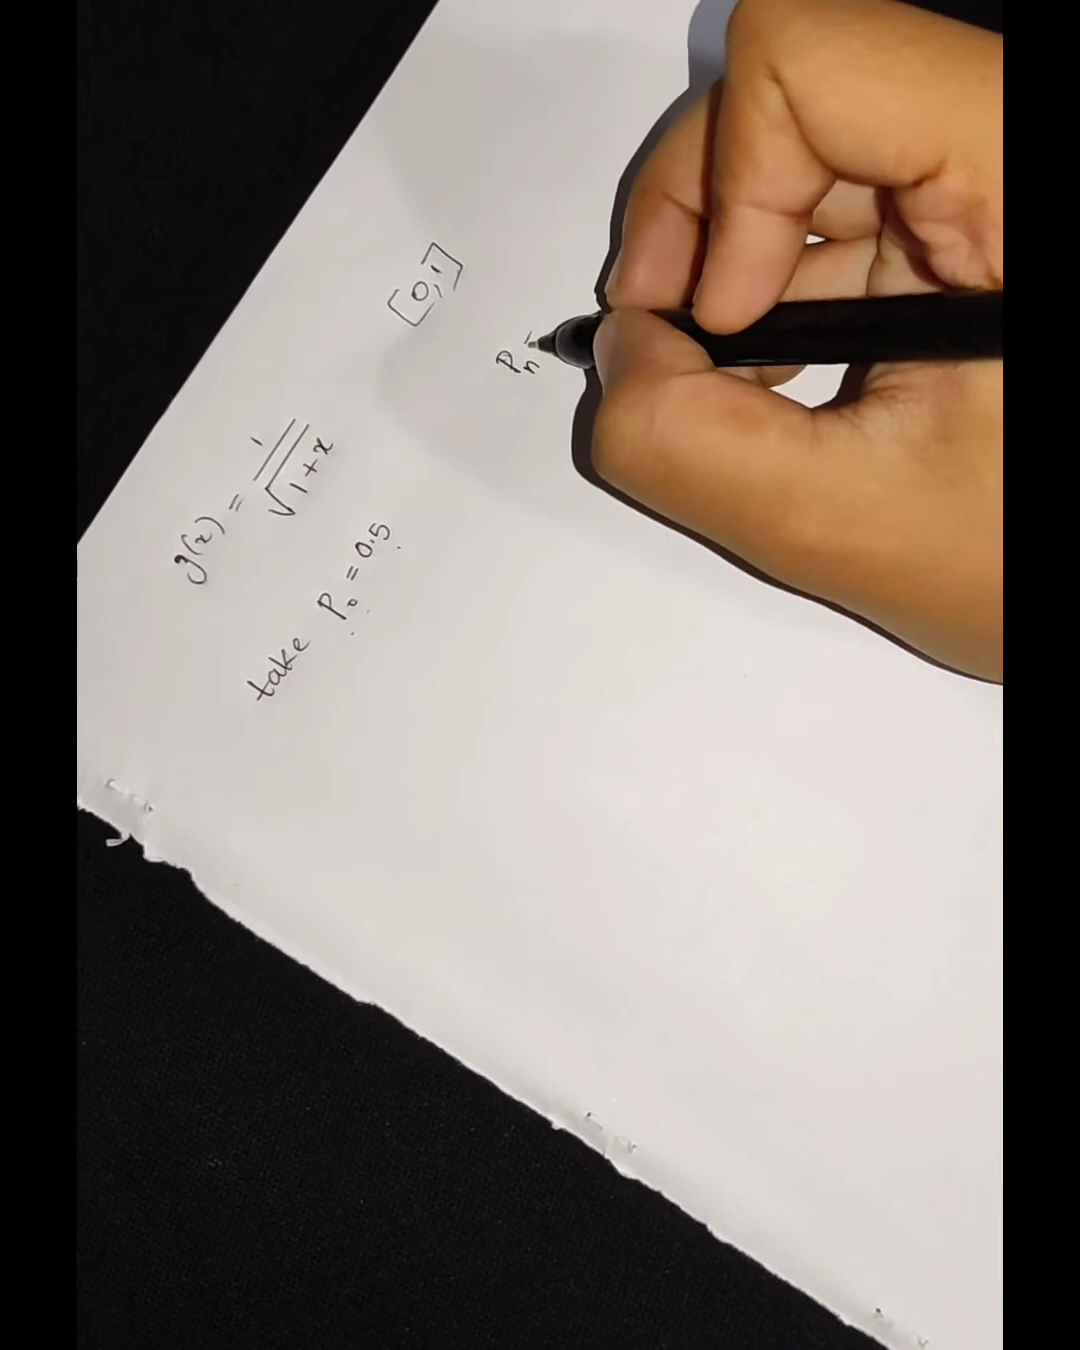 g(x) = 1/√(1+x) [0,1]
take P₀ = 0.5
Pₙ =